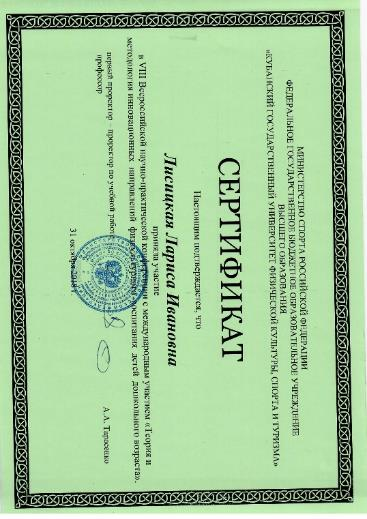 МИНИСТЕРСТВО СПОРТА РОССИЙСКОЙ ФЕДЕРАЦИИ
ФЕДЕРАЛЬНОЕ ГОСУДАРСТВЕННОЕ БЮДЖЕТНОЕ ОБРАЗОВАТЕЛЬНОЕ УЧРЕЖДЕНИЕ
ВЫСШЕГО ОБРАЗОВАНИЯ
«КУБАНСКИЙ ГОСУДАРСТВЕННЫЙ УНИВЕРСИТЕТ ФИЗИЧЕСКОЙ КУЛЬТУРЫ, СПОРТА И ТУРИЗМА»
СЕРТИФИКАТ
Настоящим подтверждается, что
Лисицкая Лариса Ивановна
приняла участие
в VIII Всероссийской научно-практической конференции с международным участием «Теория и
методология инновационных направлений физкультурного воспитания детей дошкольного возраста».
первый проректор – проректор по учебной работе,
профессор
А.А. Тарасенко
31 октября